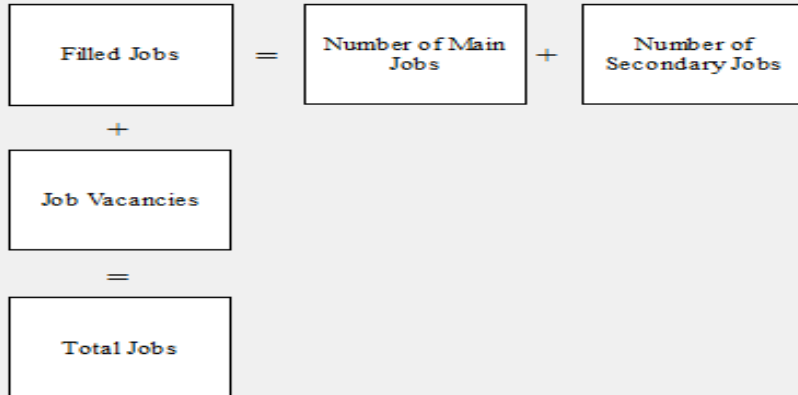 Filled Jobs
=
Number of Main
Jobs
+
Number of
Secondary Jobs
+
Job Vacancies
=
Total Jobs